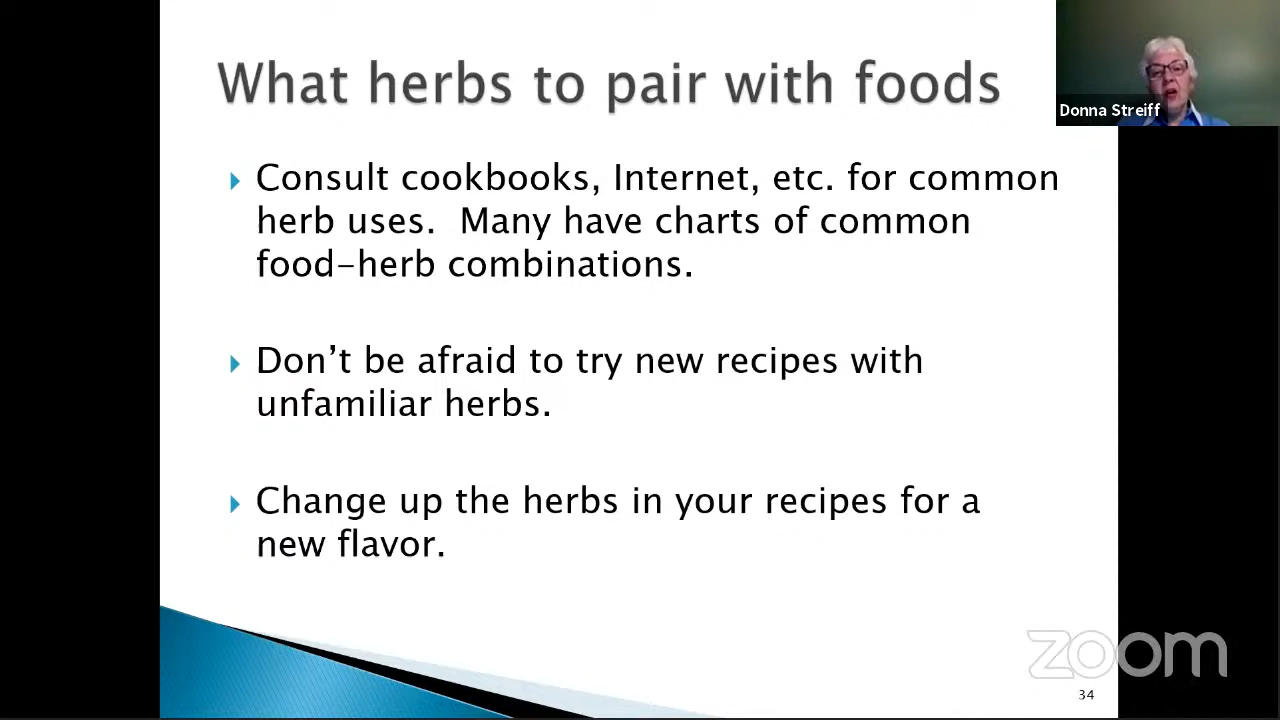 What herbs to pair with foods
Donna Streiff
Consult cookbooks, Internet, etc. for common
herb uses.  Many have charts of common
food-herb combinations.
Don't be afraid to try new recipes with
unfamiliar herbs.
Change up the herbs in your recipes for a
new flavor.
zoom
34